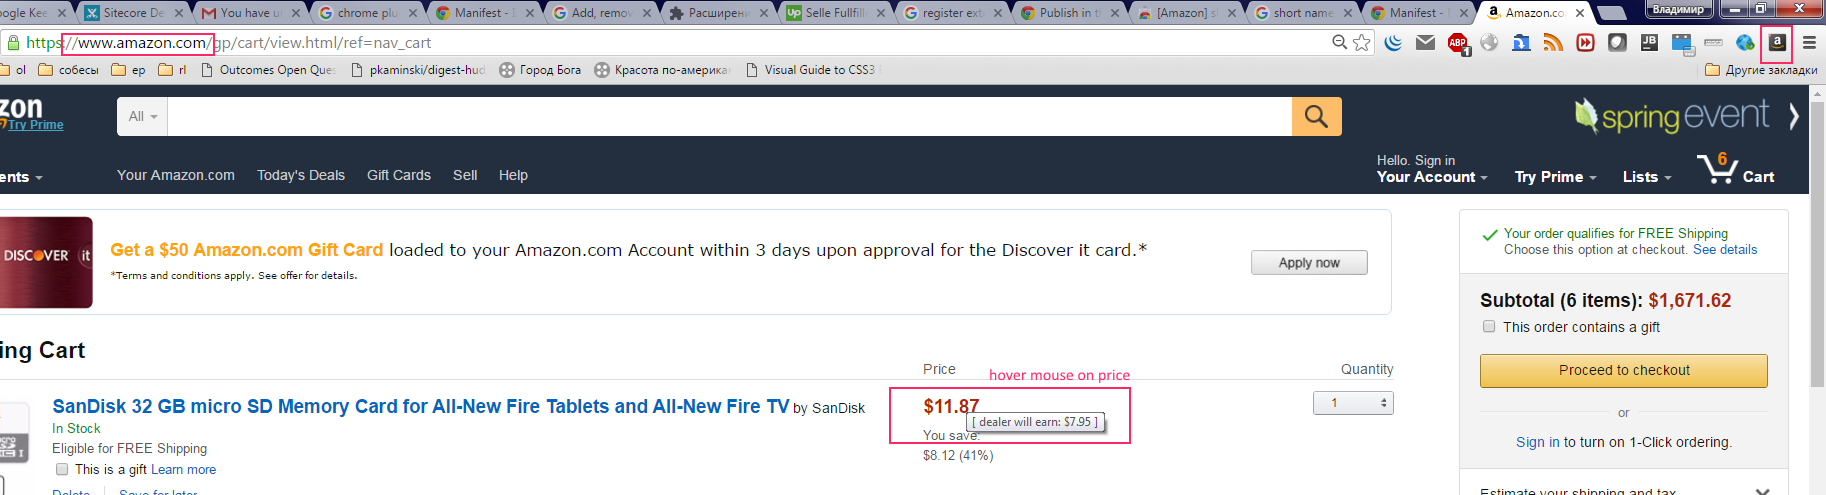 ogle Kee
Sitecore De
You have u
chrome plu
Manifest -
Add, remov
Расширени
Selle Fullfille
register exte
Publish in th
[Amazon] s
short name
Manifest -
Amazon.co
Владимир
https://www.amazon.com/gp/cart/view.html/ref=nav_cart
ABP
1
JB
a
ol
собесы
ep
rl
Outcomes Open Ques
pkaminski/digest-hud
Город Бога
Красота по-америка
Visual Guide to CSS3
Другие закладки
zon
Try Prime
All
spring event
ents
Your Amazon.com
Today's Deals
Gift Cards
Sell
Help
Hello. Sign in
Your Account
Try Prime
Lists
6
Cart
DISCOVER it
Get a $50 Amazon.com Gift Card loaded to your Amazon.com Account within 3 days upon approval for the Discover it card.*
*Terms and conditions apply. See offer for details.
Apply now
Your order qualifies for FREE Shipping
Choose this option at checkout. See details
Subtotal (6 items): $1,671.62
This order contains a gift
Proceed to checkout
or
Sign in to turn on 1-Click ordering.
Estimate your shipping and tax
ing Cart
Price
Quantity
hover mouse on price
SanDisk 32 GB micro SD Memory Card for All-New Fire Tablets and All-New Fire TV by SanDisk
In Stock
Eligible for FREE Shipping
This is a gift Learn more
Delete
Save for later
$11.87
[ dealer will earn: $7.95 ]
You save:
$8.12 (41%)
1